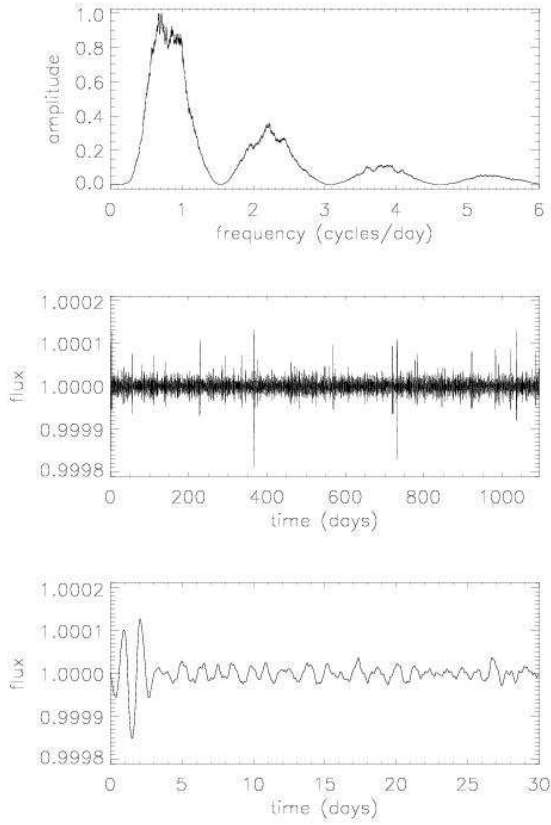 1.0
0.8
0.6
0.4
0.2
0.0
amplitude
0 1 2 3 4 5 6
frequency (cycles/day)
1.0002
1.0001
1.0000
0.9999
0.9998
flux
0 200 400 600 800 1000
time (days)
1.0002
1.0001
1.0000
0.9999
0.9998
flux
0 5 10 15 20 25 30
time (days)